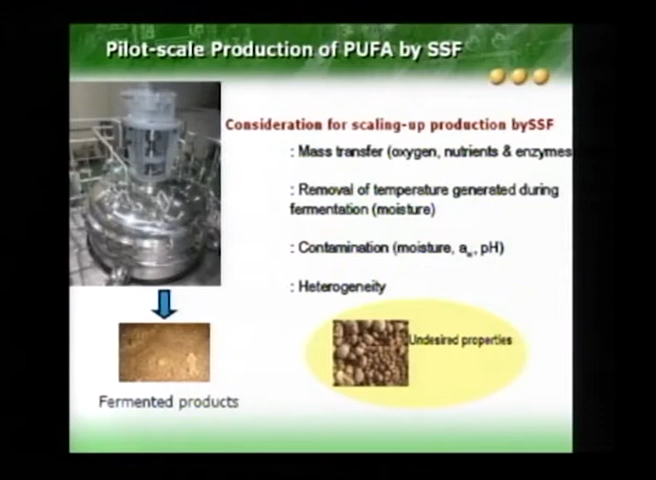 Pilot-scale Production of PUFA by SSF
Consideration for scaling-up production bySSF
: Mass transfer (oxygen, nutrients & enzymes
: Removal of temperature generated during
fermentation (moisture)
: Contamination (moisture, aw, pH)
: Heterogeneity
Undesired properties
Fermented products